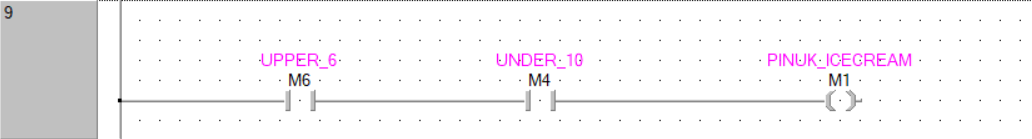 9
UPPER_6 UNDER_10 PINUK_ICECREAM
M6 M4 M1